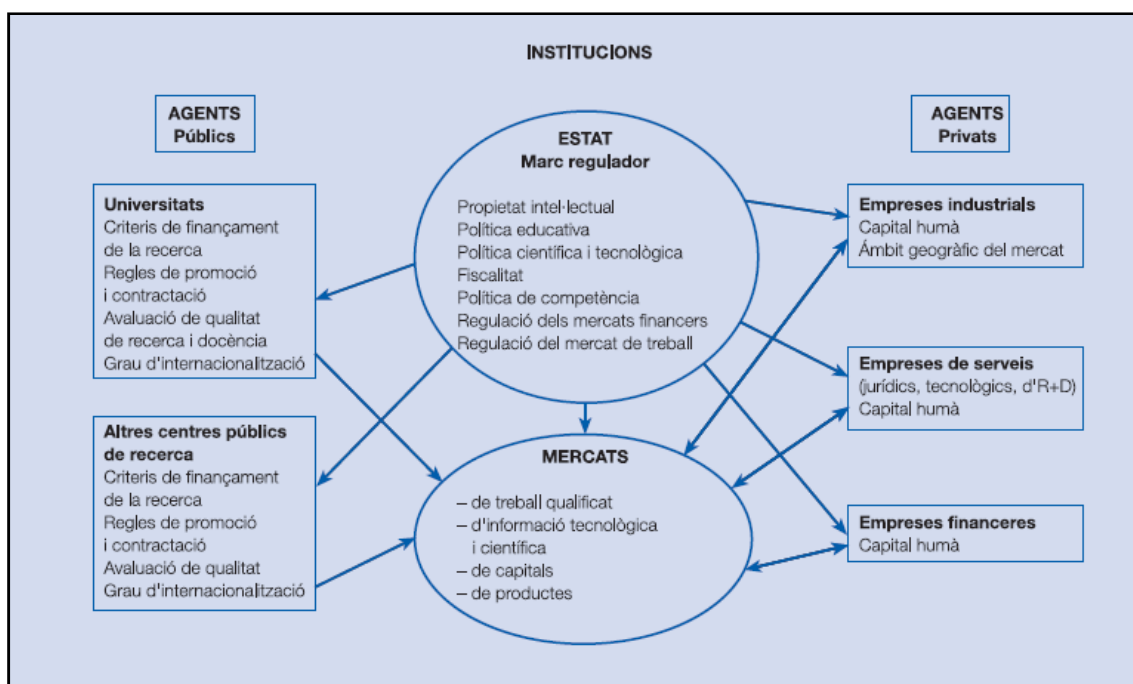 INSTITUCIONS
AGENTS
Públics
Universitats
Criteris de finançament
de la recerca
Regles de promoció
i contractació
Avaluació de qualitat
de recerca i docència
Grau d'internacionalització
Altres centres públics
de recerca
Criteris de finançament
de la recerca
Regles de promoció
i contractació
Avaluació de qualitat
Grau d'internacionalització
ESTAT
Marc regulador
Propietat intel·lectual
Política educativa
Política científica i tecnològica
Fiscalitat
Política de competència
Regulació dels mercats financers
Regulació del mercat de treball
MERCATS
– de treball qualificat
– d'informació tecnològica
i científica
– de capitals
– de productes
AGENTS
Privats
Empreses industrials
Capital humà
Ámbit geogràfic del mercat
Empreses de serveis
(jurídics, tecnològics, d'R+D)
Capital humà
Empreses financeres
Capital humà